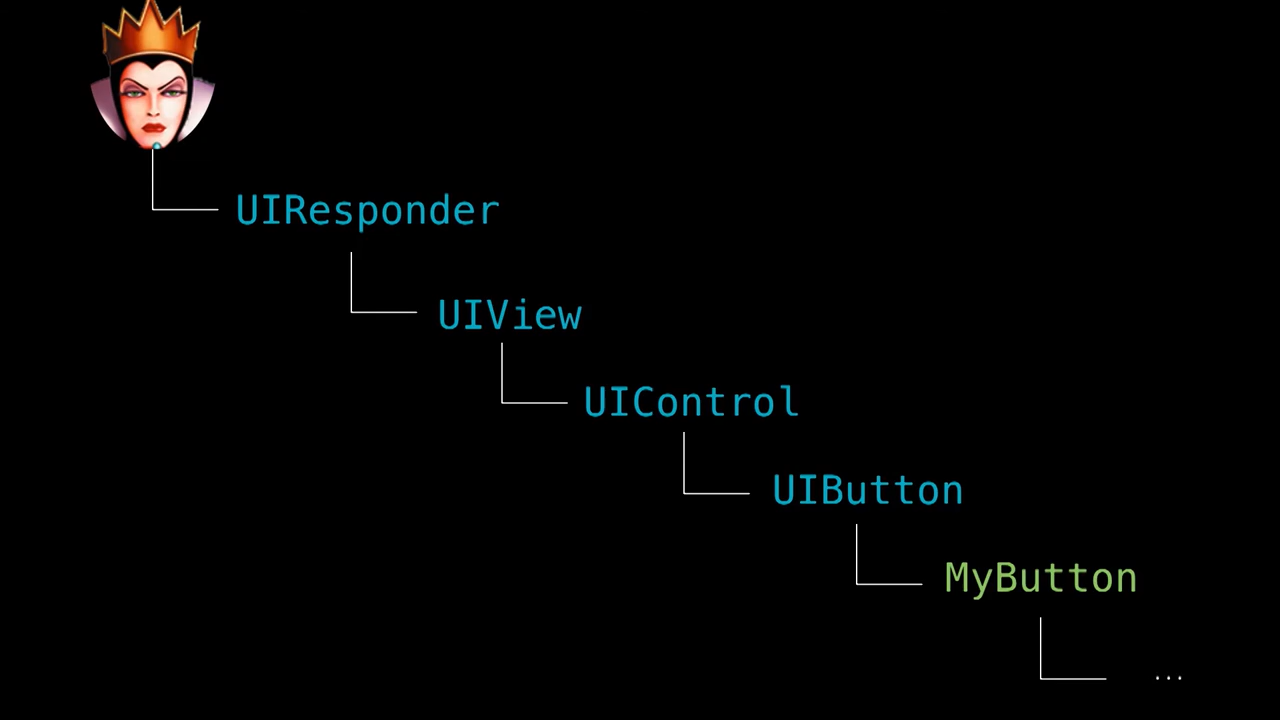 UIResponder
UIView
UIControl
UIButton
MyButton
...